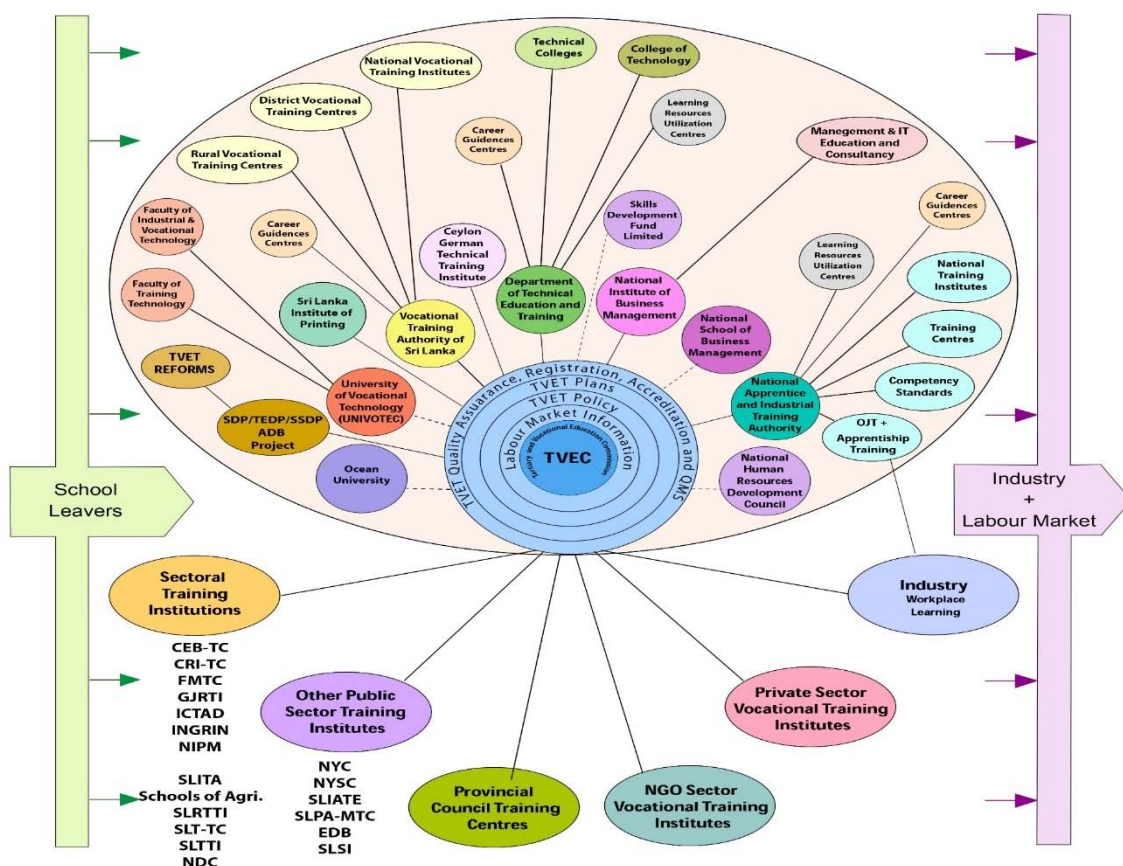 Technical
Colleges
College of
Technology
National Vocational
Training Institutes
District Vocational
Training Centres
Learning
Resources
Utilization
Centres
Career
Guidences
Centres
Manegement & IT
Education and
Consultancy
Rural Vocational
Training Centres
Faculty of
Industrial &
Vocational
Technology
Career
Guidences
Centres
Ceylon
German
Technical
Training
Institute
Skills
Development
Fund
Limited
Career
Guidences
Centres
Learning
Resources
Utilization
Centres
National
Training
Institutes
Faculty of
Training
Technology
Sri Lanka
Institute
of Printing
Vocational
Training
Authority of
Sri Lanka
Department
of Technical
Education and
Training
National
Institute of
Business
Management
National
School of
Business
Management
Training
Centres
TVET
REFORMS
University
of Vocational
Technology
(UNIVOTEC)
National
Apprentice
and Industrial
Training
Authority
Competency
Standards
SDP/TEDP/SSDP
ADB
Project
OJT +
Apprentiship
Training
Ocean
University
TVET Quality Assuarance, Registration, Accreditation and QMS
TVET Plans
TVET Policy
Labour Market Information
Tertiary and Vocational Education Commission
TVEC
National
Human
Resources
Development
Council
School
Leavers
Industry
+
Labour Market
Sectoral
Training
Institutions
CEB-TC
CRI-TC
FMTC
GJRTI
ICTAD
INGRIN
NIPM
SLITA
Schools of Agri.
SLRTTI
SLT-TC
SLTTI
NDC
Other Public
Sector Training
Institutes
NYC
NYSC
SLIATE
SLPA-MTC
EDB
SLSI
Provincial
Council Training
Centres
NGO Sector
Vocational Training
Institutes
Private Sector
Vocational Training
Institutes
Industry
Workplace
Learning